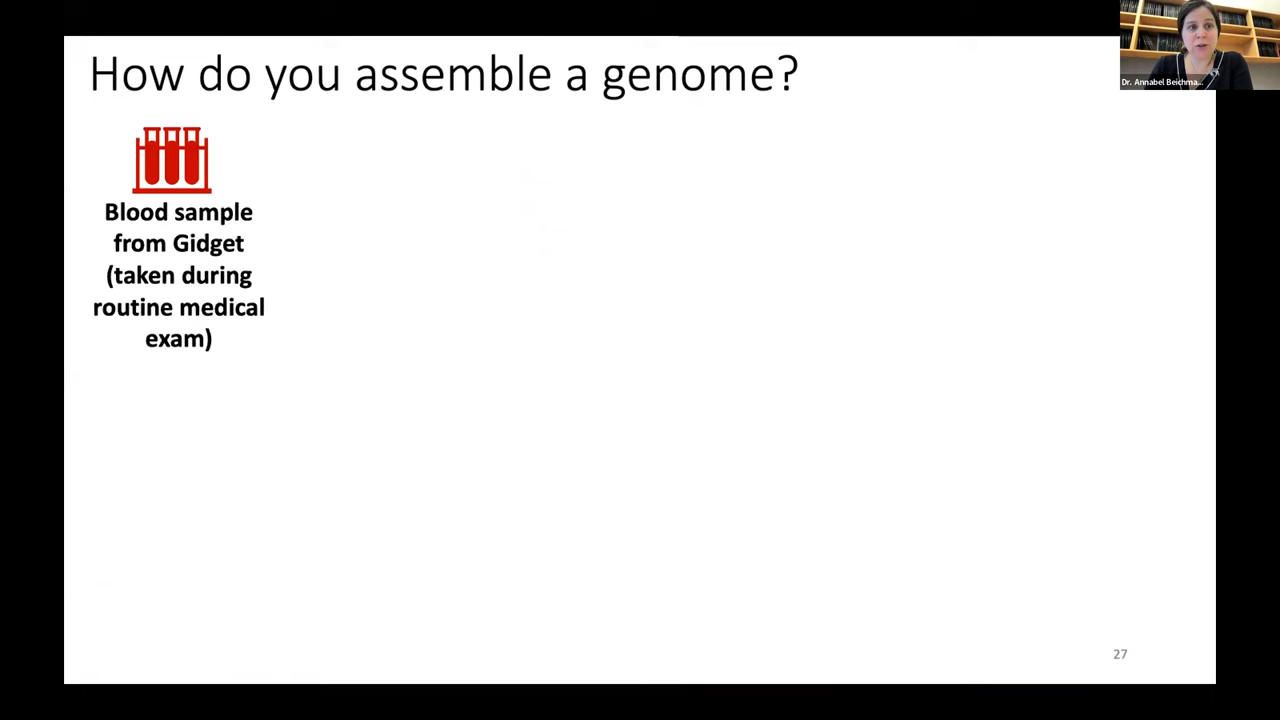 How do you assemble a genome?
Dr. Annabel Beichma...
Blood sample
from Gidget
(taken during
routine medical
exam)
27